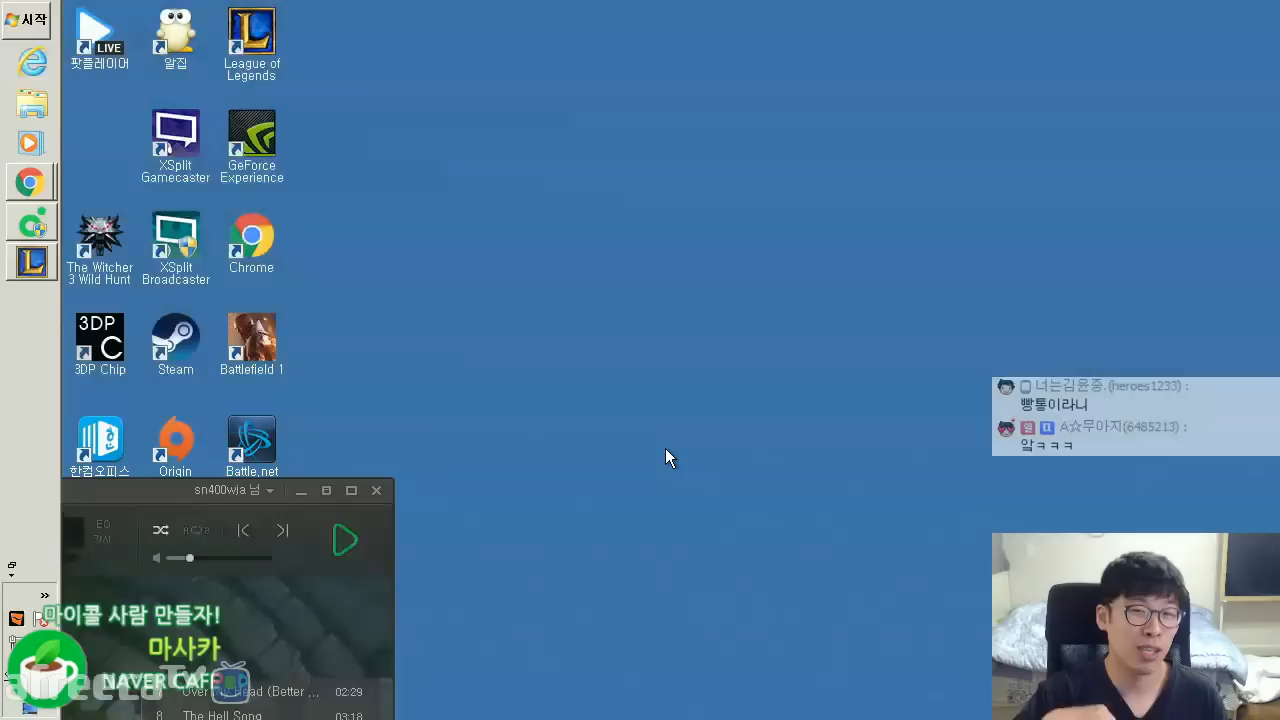 시작
LIVE
팟플레이어
알집
League of
Legends
XSplit
Gamecaster
GeForce
Experience
The Witcher
3 Wild Hunt
XSplit
Broadcaster
Chrome
3DP
C
3DP Chip
Steam
Battlefield 1
한컴오피스
Origin
Battle.net
너는김윤중.(heroes1233) :
빵통이라니
A☆무아지(6485213) :
앜ㅋㅋㅋ
sn400wja 님
EQ
가사
마이콜 사람 만들자!
마사카
NAVER CAFE
Over My Head (Better ... 02:29
8 The Hell Song 03:18